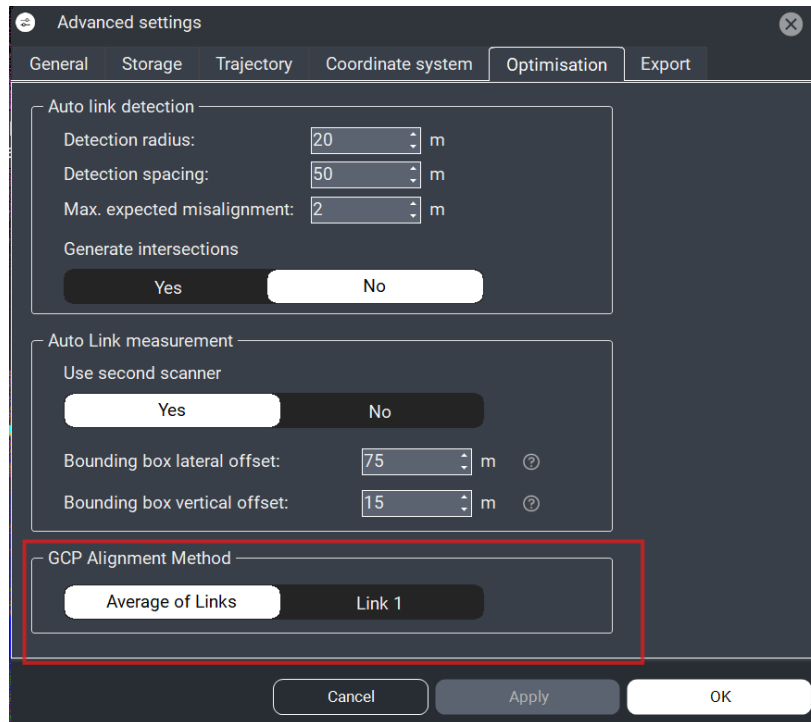 Advanced settings
General Storage Trajectory Coordinate system Optimisation Export
Auto link detection
Detection radius: 20 m
Detection spacing: 50 m
Max. expected misalignment: 2 m
Generate intersections
Yes No
Auto Link measurement
Use second scanner
Yes No
Bounding box lateral offset: 75 m ?
Bounding box vertical offset: 15 m ?
GCP Alignment Method
Average of Links Link 1
Cancel Apply OK